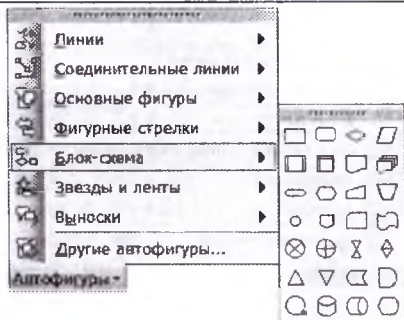 Линии
Соединительные линии
Основные фигуры
Фигурные стрелки
Блок-схема
Звезды и ленты
Выноски
Другие автофигуры...
Автофигуры